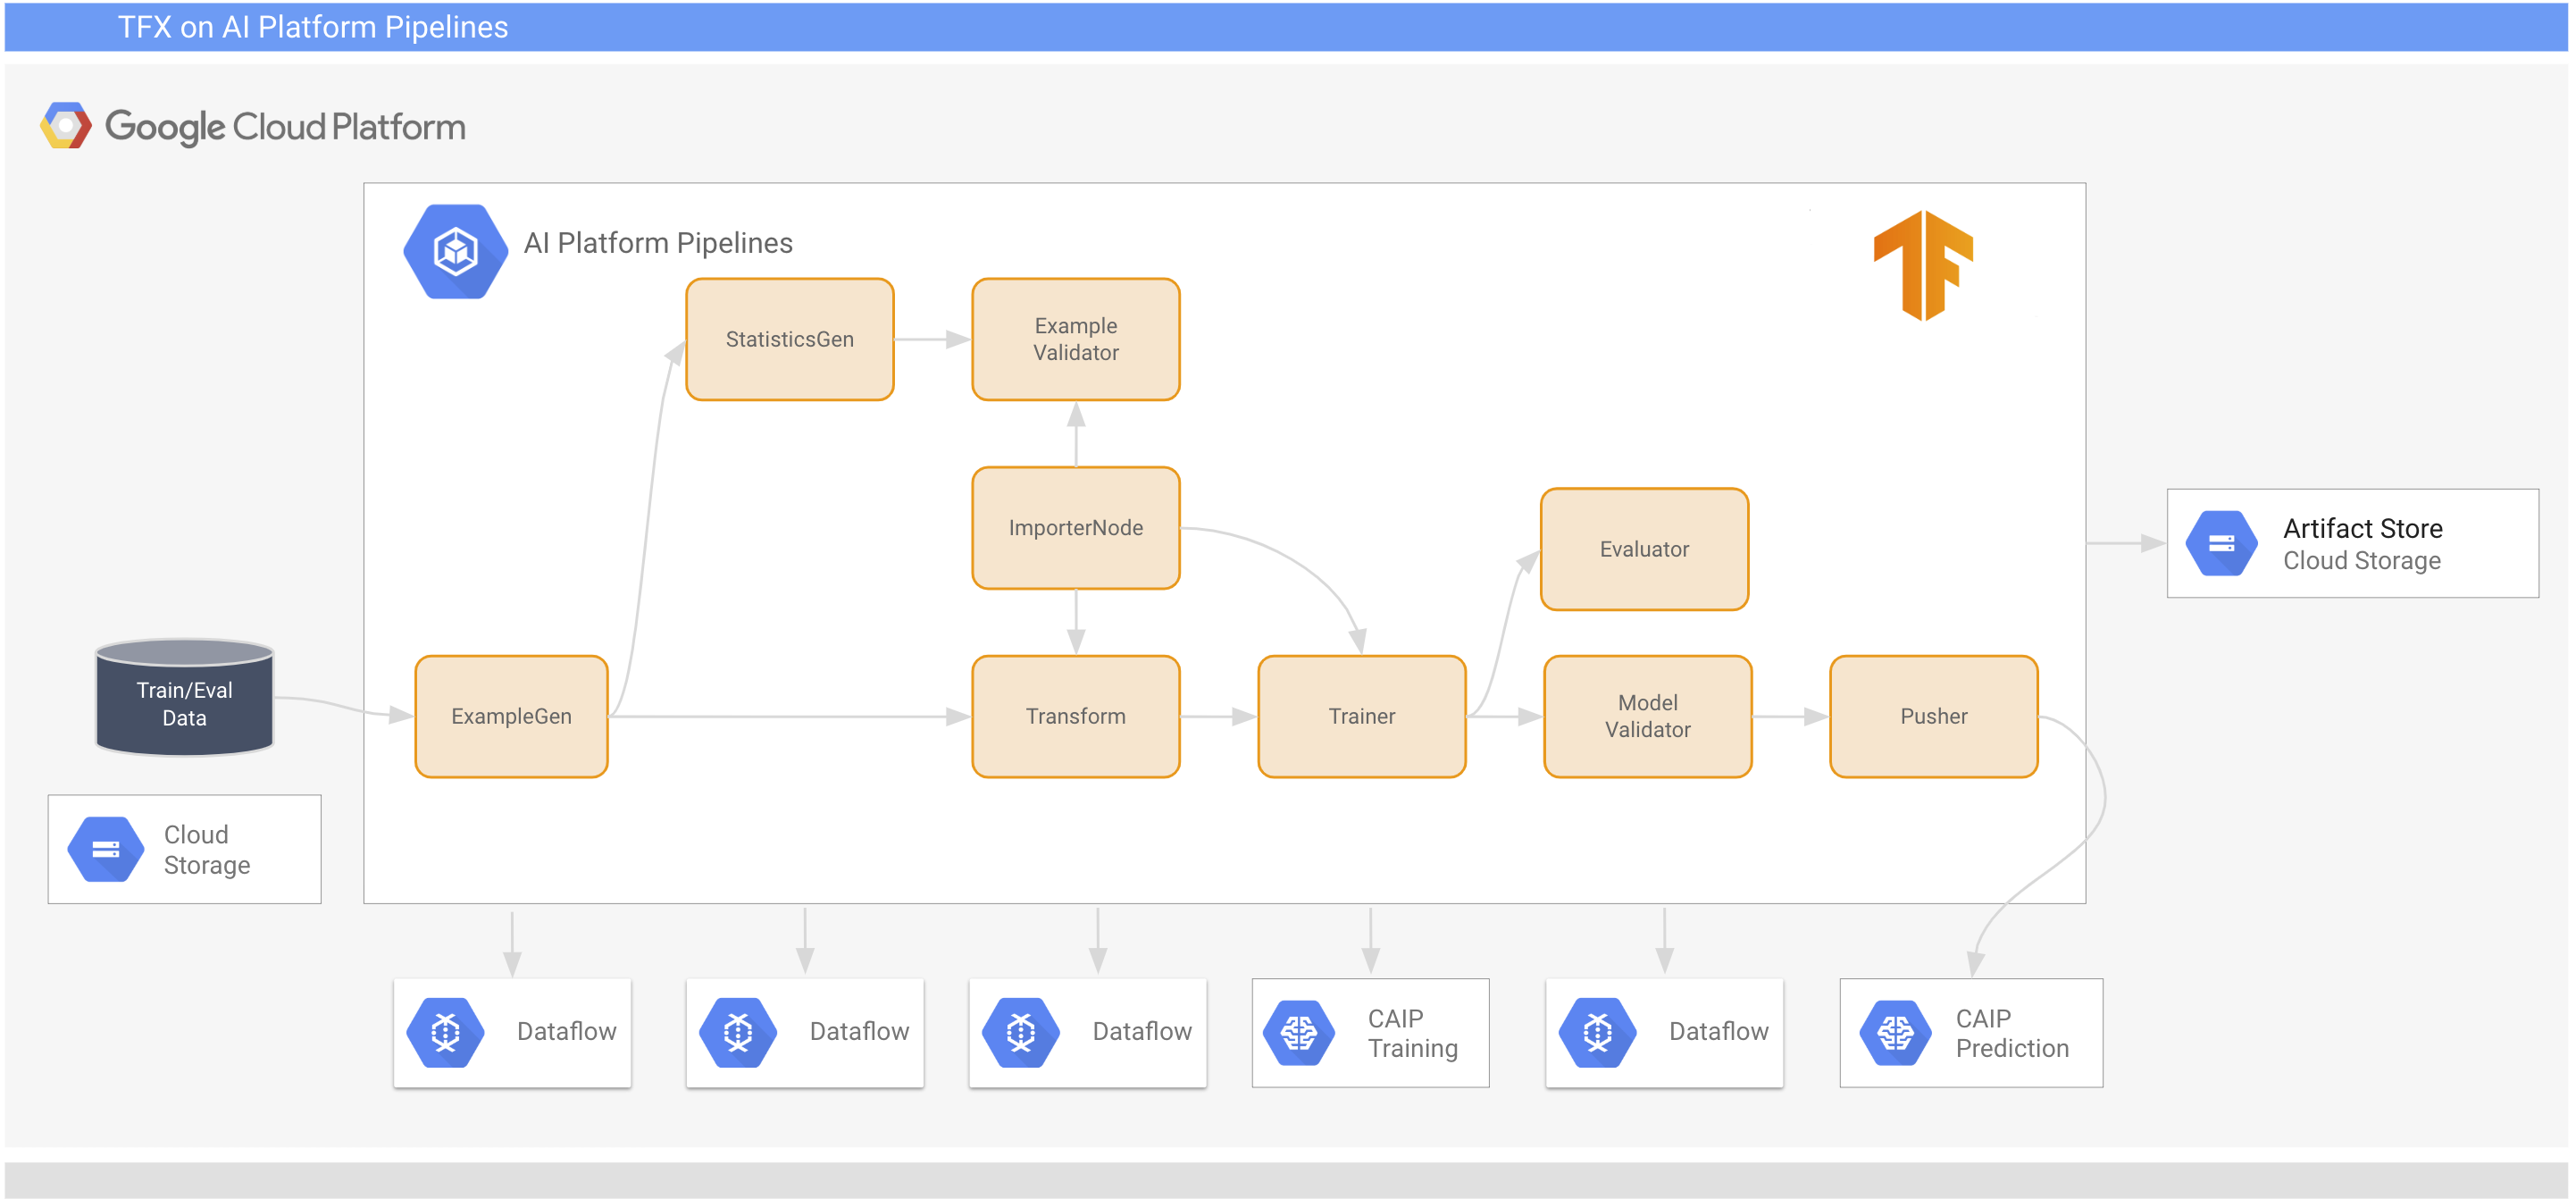 TFX on AI Platform Pipelines
Google Cloud Platform
AI Platform Pipelines
StatisticsGen
Example
Validator
ImporterNode
Evaluator
Artifact Store
Cloud Storage
Train/Eval
Data
ExampleGen
Transform
Trainer
Model
Validator
Pusher
Cloud
Storage
Dataflow
Dataflow
Dataflow
CAIP
Training
Dataflow
CAIP
Prediction